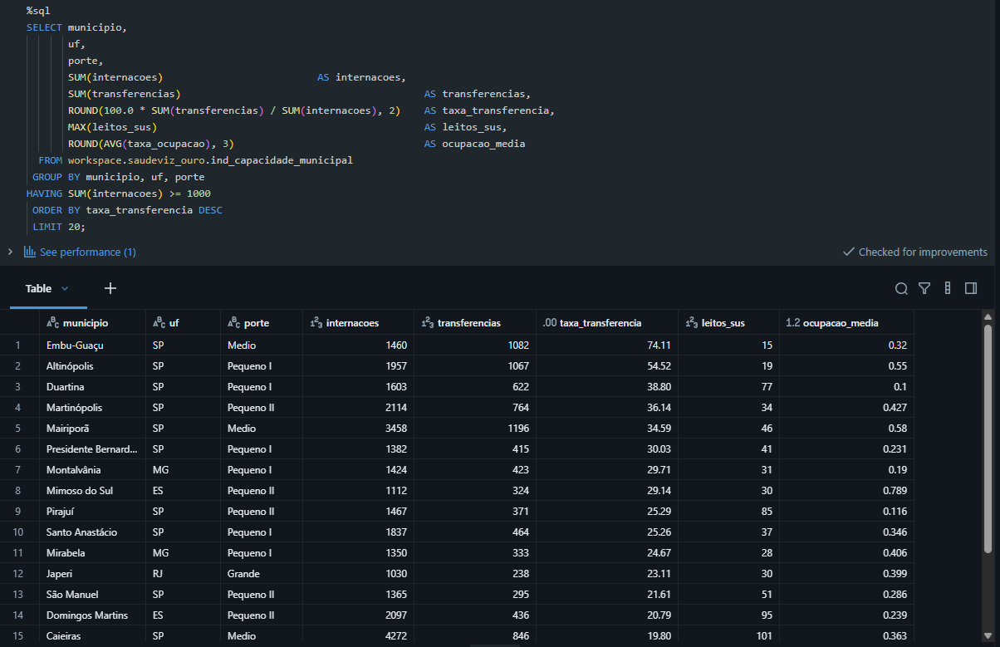 %sql
SELECT municipio,
uf,
porte,
SUM(internacoes) AS internacoes,
SUM(transferencias) AS transferencias,
ROUND(100.0 * SUM(transferencias) / SUM(internacoes), 2) AS taxa_transferencia,
MAX(leitos_sus) AS leitos_sus,
ROUND(AVG(taxa_ocupacao), 3) AS ocupacao_media
FROM workspace.saudeviz_ouro.ind_capacidade_municipal
GROUP BY municipio, uf, porte
HAVING SUM(internacoes) >= 1000
ORDER BY taxa_transferencia DESC
LIMIT 20;
See performance (1) Checked for improvements
Table
ABC municipio ABC uf ABC porte 123 internacoes 123 transferencias .00 taxa_transferencia 123 leitos_sus 1.2 ocupacao_media
1 Embu-Guaçu SP Medio 1460 1082 74.11 15 0.32
2 Altinópolis SP Pequeno I 1957 1067 54.52 19 0.55
3 Duartina SP Pequeno I 1603 622 38.80 77 0.1
4 Martinópolis SP Pequeno II 2114 764 36.14 34 0.427
5 Mairiporã SP Medio 3458 1196 34.59 46 0.58
6 Presidente Bernard... SP Pequeno I 1382 415 30.03 41 0.231
7 Montalvânia MG Pequeno I 1424 423 29.71 31 0.19
8 Mimoso do Sul ES Pequeno II 1112 324 29.14 30 0.789
9 Pirajuí SP Pequeno II 1467 371 25.29 85 0.116
10 Santo Anastácio SP Pequeno I 1837 464 25.26 37 0.346
11 Mirabela MG Pequeno I 1350 333 24.67 28 0.406
12 Japeri RJ Grande 1030 238 23.11 30 0.399
13 São Manuel SP Pequeno II 1365 295 21.61 51 0.286
14 Domingos Martins ES Pequeno II 2097 436 20.79 95 0.239
15 Caieiras SP Medio 4272 846 19.80 101 0.363